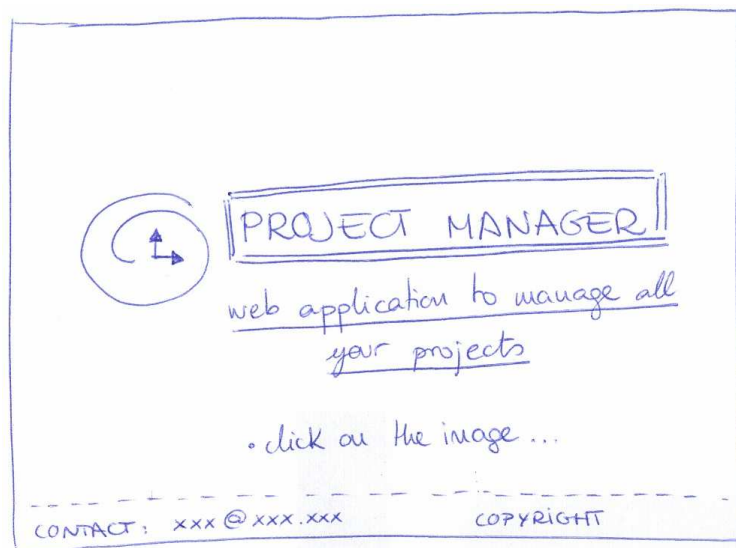 PROJECT MANAGER
web application to manage all
your projects
• click on the image ...
CONTACT: xxx@xxx.xxx COPYRIGHT